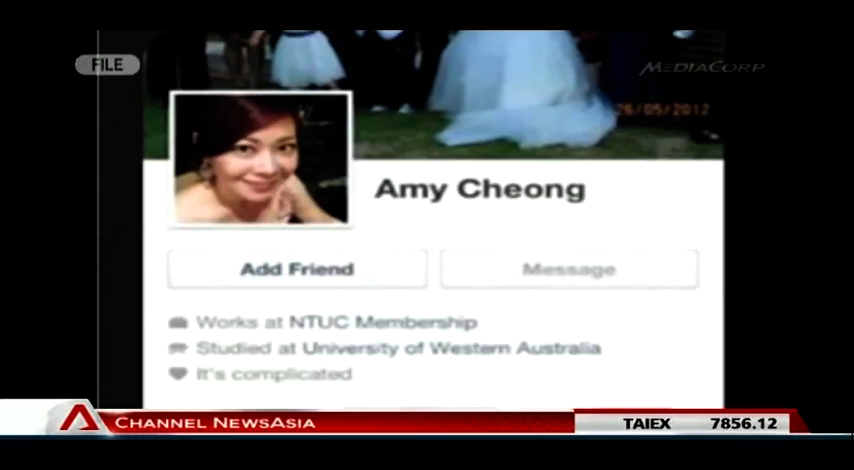 FILE
MEDIACORP
26/05/2012
Amy Cheong
Add Friend
Message
Works at NTUC Membership
Studied at University of Western Australia
It's complicated
CHANNEL NEWSASIA
TAIEX 7856.12